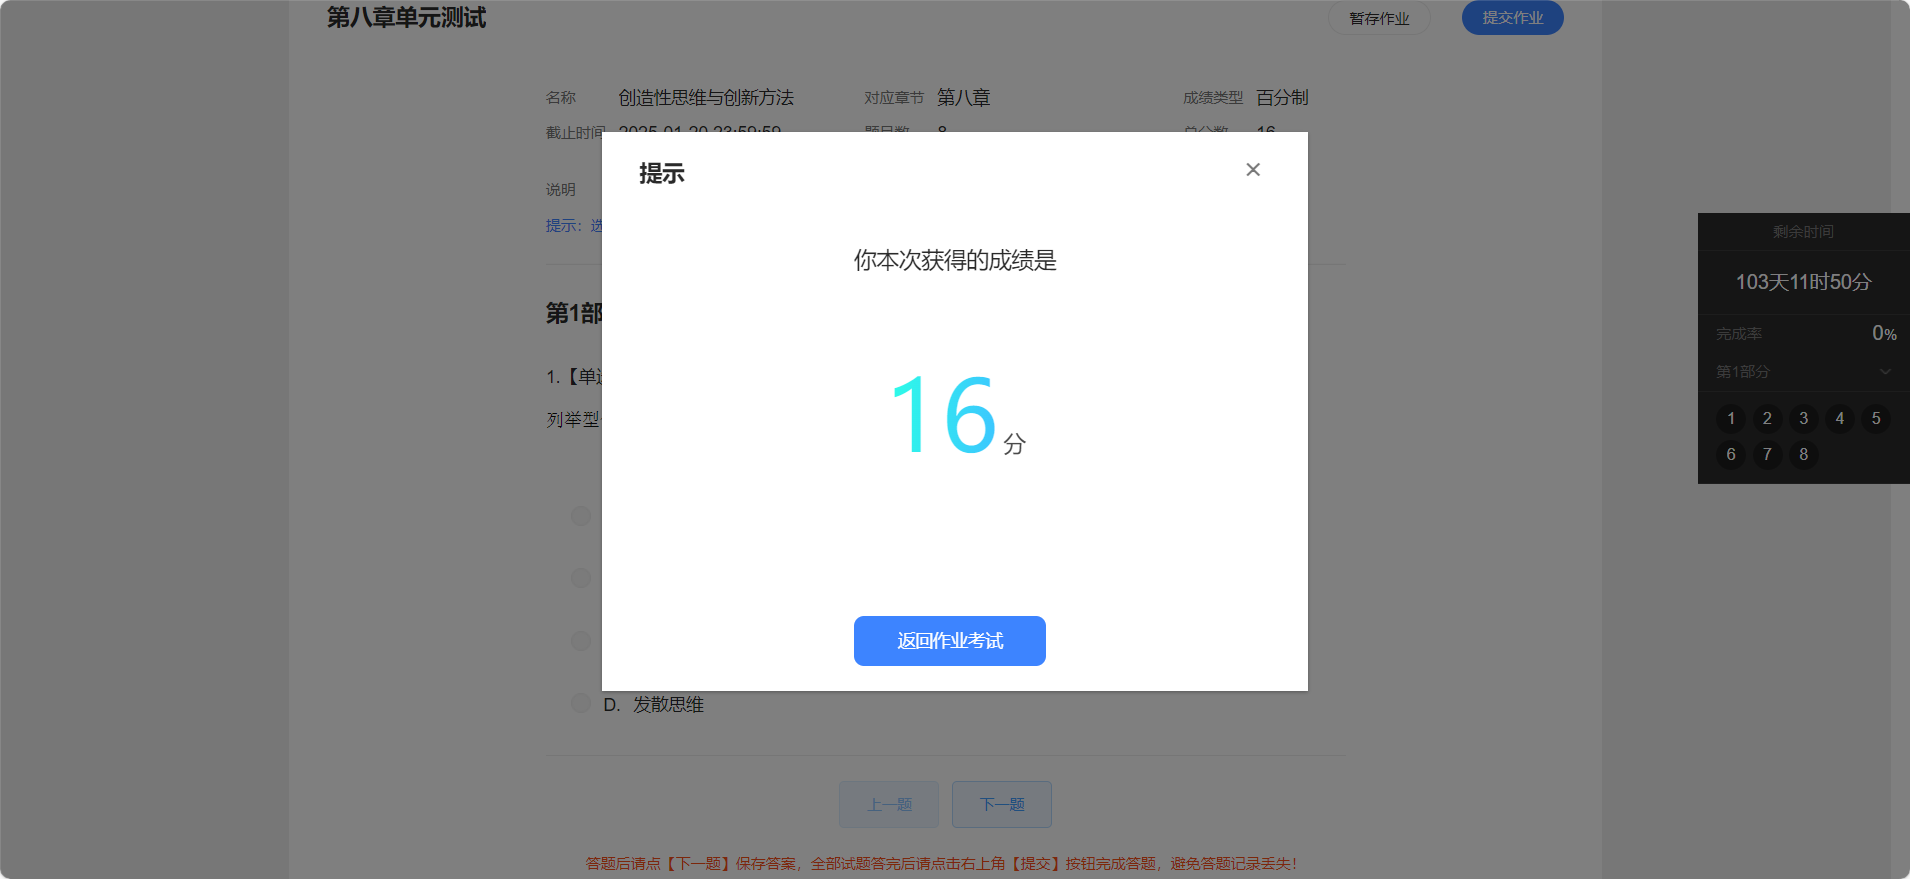 第八章单元测试
暂存作业
提交作业
名称 创造性思维与创新方法
对应章节 第八章
成绩类型 百分制
截止时间 2025-01-20 23:59:59
题目数 8
总分数 16
说明
提示：选
第1部
1.【单选
列举型
提示
×
你本次获得的成绩是
16分
返回作业考试
D. 发散思维
上一题
下一题
答题后请点【下一题】保存答案，全部试题答完后请点击右上角【提交】按钮完成答题，避免答题记录丢失！
剩余时间
103天11时50分
完成率 0%
第1部分
1 2 3 4 5
6 7 8